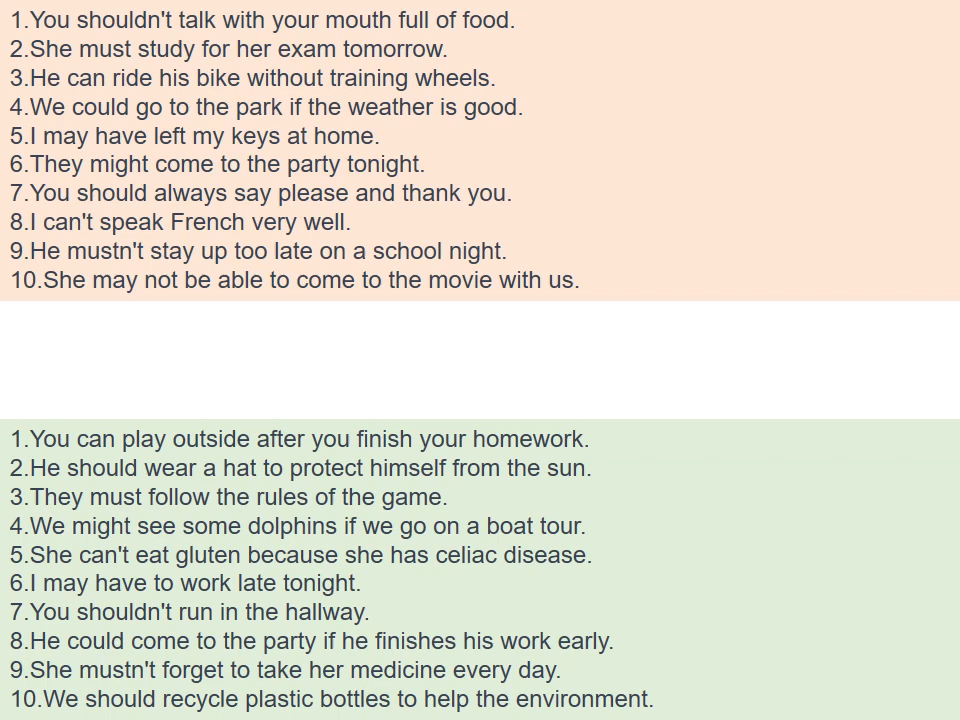 1.You shouldn't talk with your mouth full of food.
2.She must study for her exam tomorrow.
3.He can ride his bike without training wheels.
4.We could go to the park if the weather is good.
5.I may have left my keys at home.
6.They might come to the party tonight.
7.You should always say please and thank you.
8.I can't speak French very well.
9.He mustn't stay up too late on a school night.
10.She may not be able to come to the movie with us.
1.You can play outside after you finish your homework.
2.He should wear a hat to protect himself from the sun.
3.They must follow the rules of the game.
4.We might see some dolphins if we go on a boat tour.
5.She can't eat gluten because she has celiac disease.
6.I may have to work late tonight.
7.You shouldn't run in the hallway.
8.He could come to the party if he finishes his work early.
9.She mustn't forget to take her medicine every day.
10.We should recycle plastic bottles to help the environment.